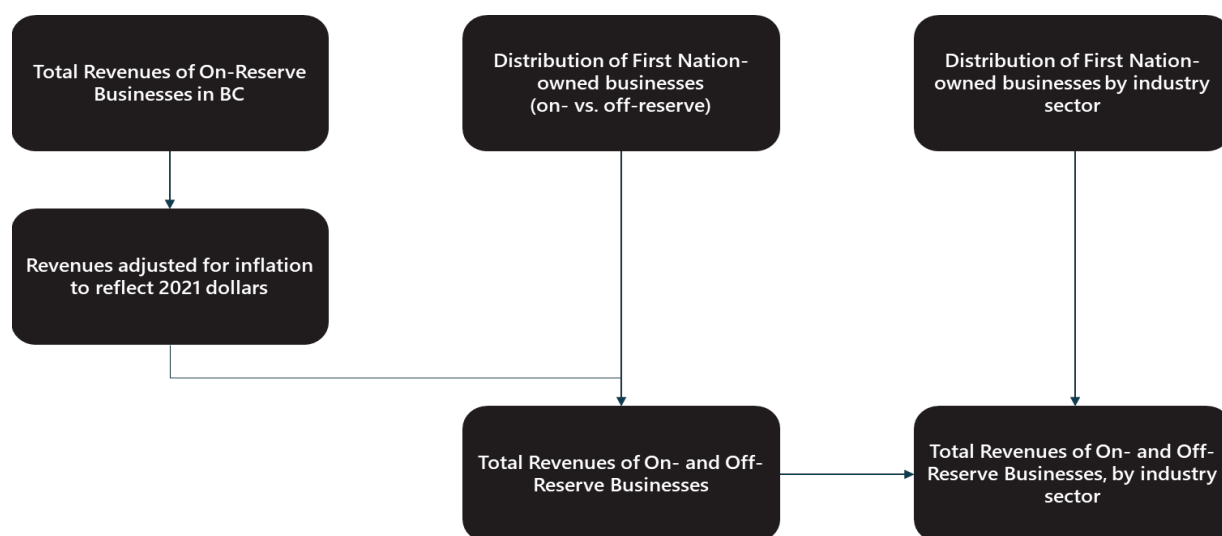 Total Revenues of On-Reserve
Businesses in BC
Distribution of First Nation-
owned businesses
(on- vs. off-reserve)
Distribution of First Nation-
owned businesses by industry
sector
Revenues adjusted for inflation
to reflect 2021 dollars
Total Revenues of On- and Off-
Reserve Businesses
Total Revenues of On- and Off-
Reserve Businesses, by industry
sector